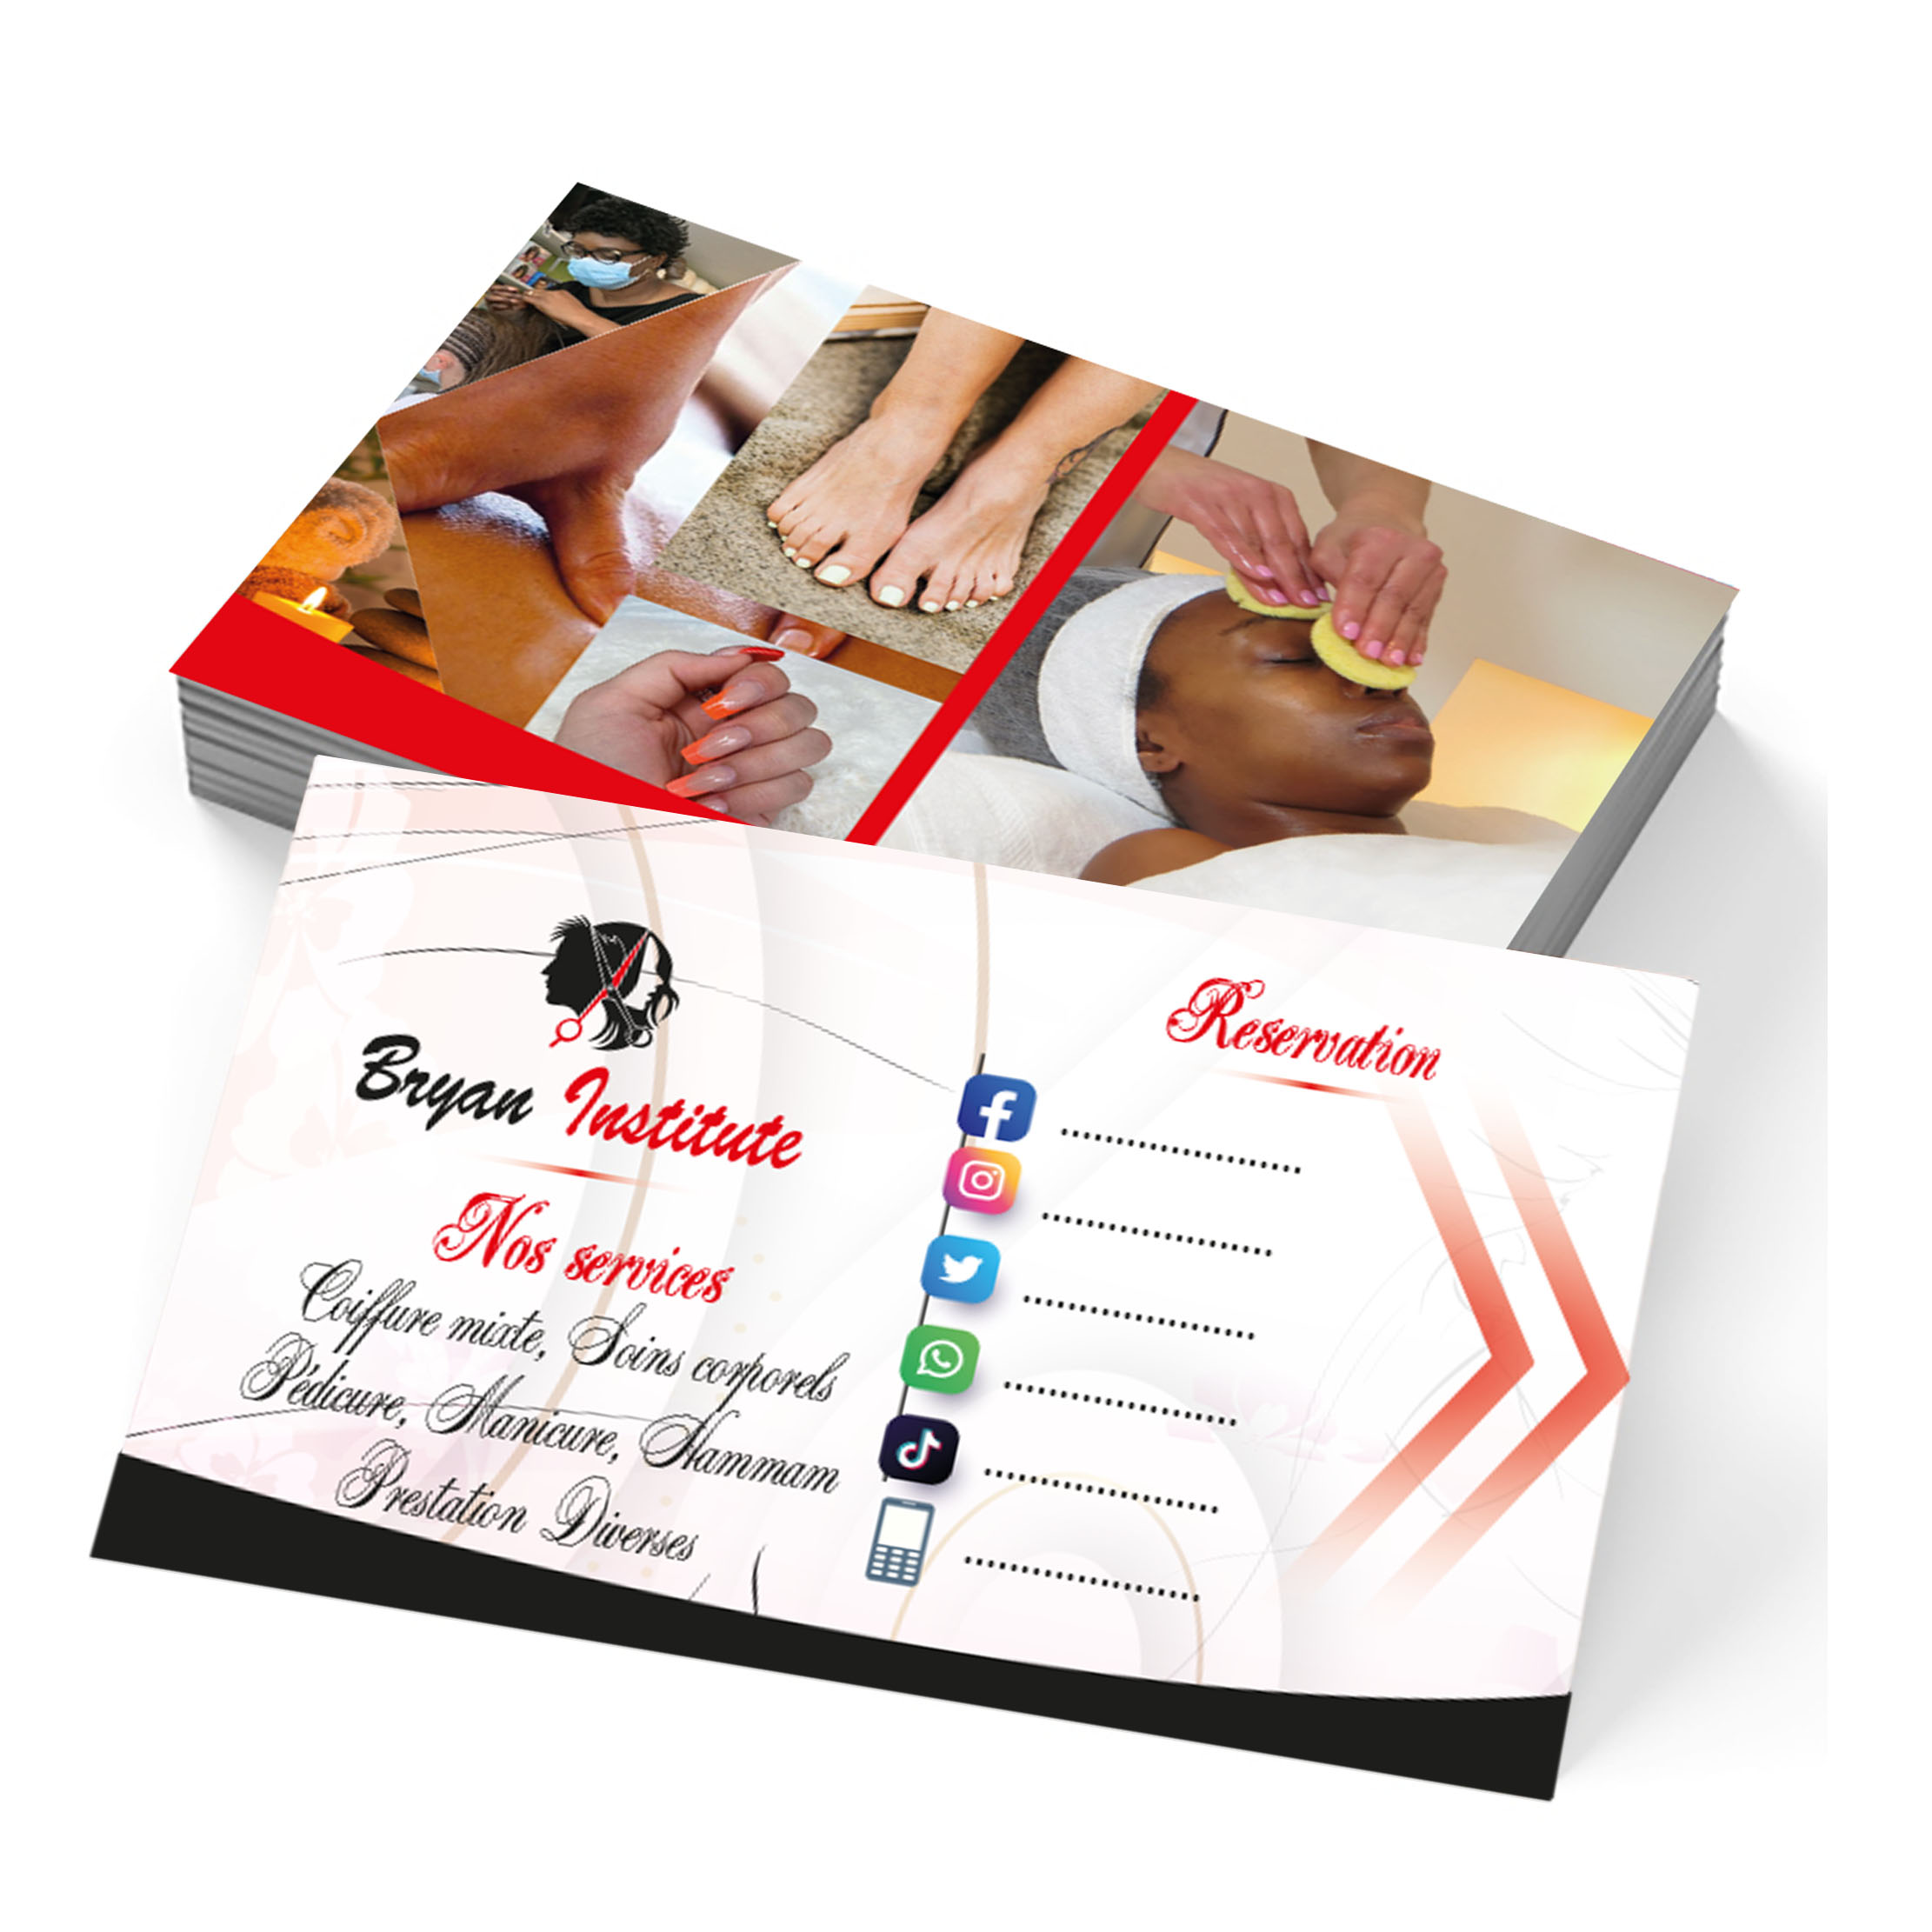 Bryan Institute
Nos services
Coiffure mixte, Soins corporels
Pédicure, Manicure, Hammam
Prestation Diverses
Reservation
....................
....................
....................
....................
....................
....................